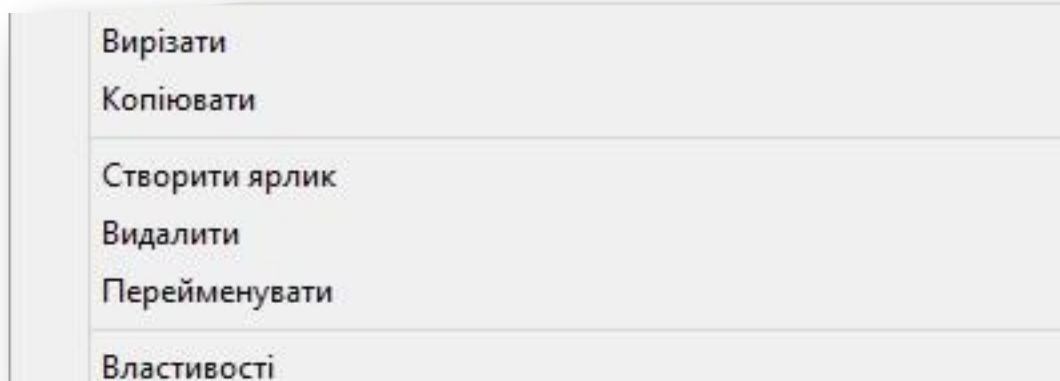 Вирізати
Копіювати
Створити ярлик
Видалити
Перейменувати
Властивості